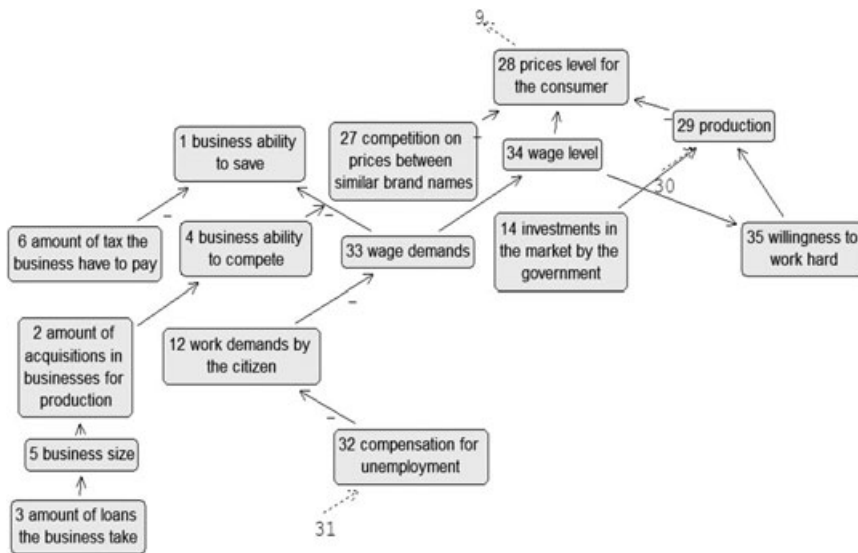 9
28 prices level for
the consumer
29 production
27 competition on
prices between
similar brand names
34 wage level
1 business ability
to save
30
6 amount of tax the
business have to pay
4 business ability
to compete
33 wage demands
14 investments in
the market by the
government
35 willingness to
work hard
2 amount of
acquisitions in
businesses for
production
12 work demands by
the citizen
5 business size
32 compensation for
unemployment
3 amount of loans
the business take
31